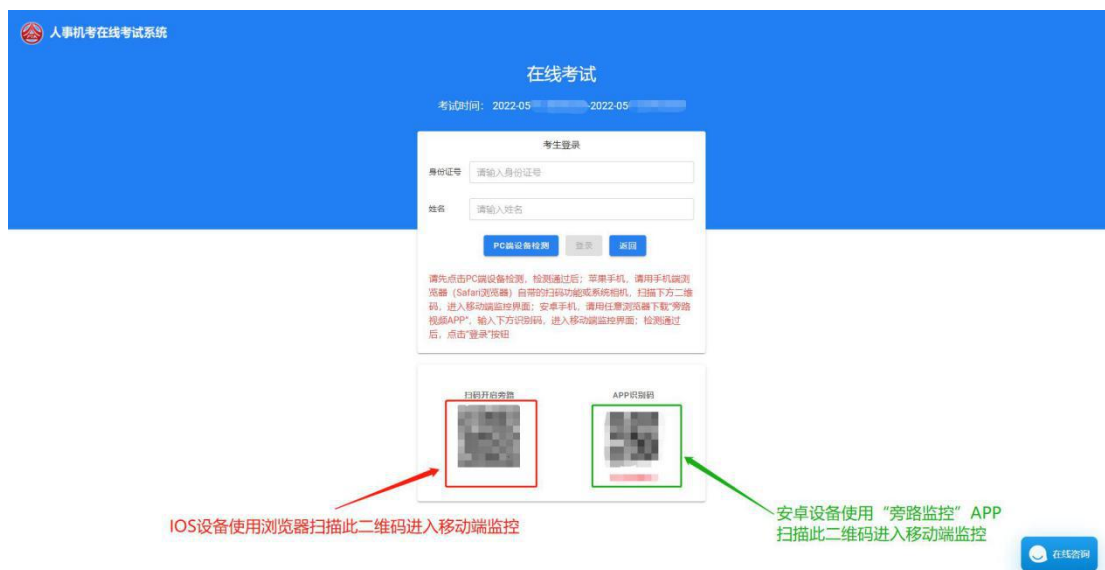 人事机考在线考试系统
在线考试
考试时间： 2022-05 -2022-05
考生登录
身份证号 请输入身份证号
姓名 请输入姓名
PC端设备检测 登录 返回
请先点击PC端设备检测，检测通过后；苹果手机，请用手机端浏
览器（Safari浏览器）自带的扫码功能或系统相机，扫描下方二维
码，进入移动端监控界面；安卓手机，请用任意浏览器下载“旁路
视频APP”，输入下方识别码，进入移动端监控界面；检测通过
后，点击“登录”按钮
扫码开启旁路 APP识别码
IOS设备使用浏览器扫描此二维码进入移动端监控
安卓设备使用“旁路监控”APP
扫描此二维码进入移动端监控
在线咨询